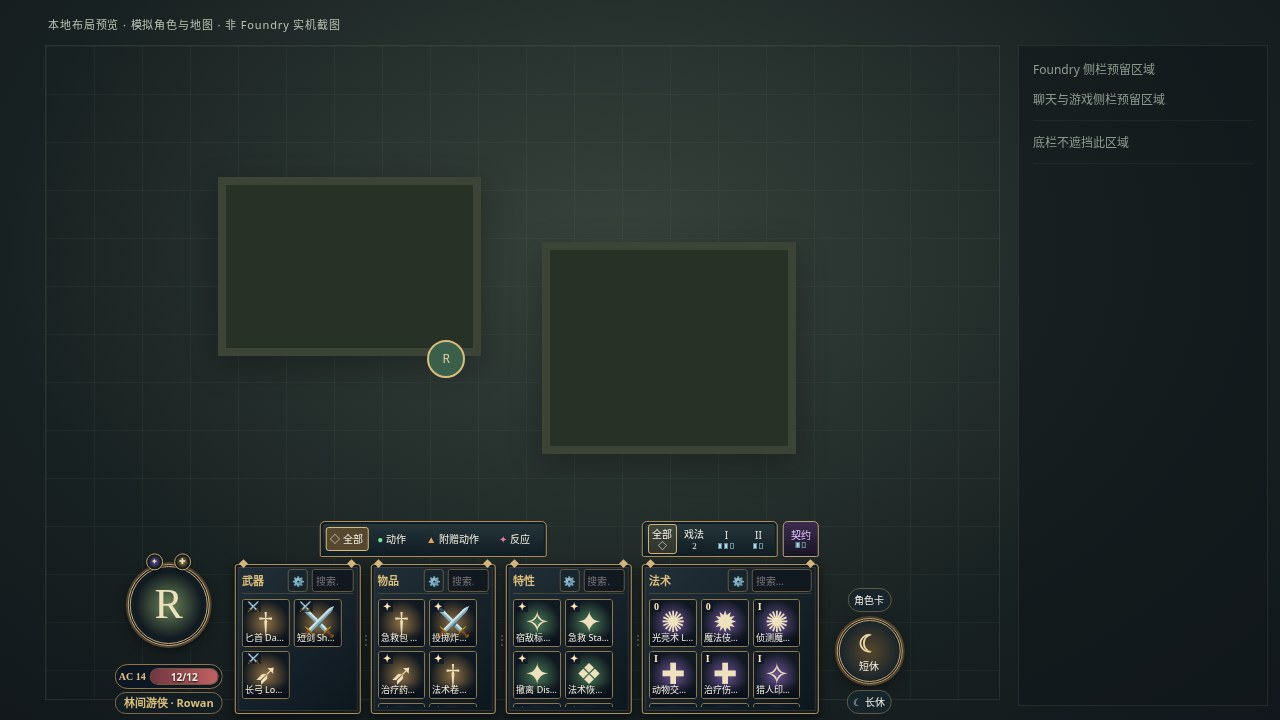 本地布局预览 · 模拟角色与地图 · 非 Foundry 实机截图
Foundry 侧栏预留区域
聊天与游戏侧栏预留区域
底栏不遮挡此区域
R
全部
动作
附赠动作
反应
全部
戏法
2
I
II
契约
R
AC 14
12/12
林间游侠 · Rowan
武器
搜索.
匕首 Da...
短剑 Sh...
长弓 Lo...
物品
搜索.
急救包 ...
投掷炸...
治疗药...
法术卷...
特性
搜索.
宿敌标...
急救 Sta...
撤离 Dis...
法术恢...
法术
搜索...
0
光亮术 L...
0
魔法伎...
I
侦测魔...
I
动物交...
I
治疗伤...
I
猎人印...
角色卡
短休
长休